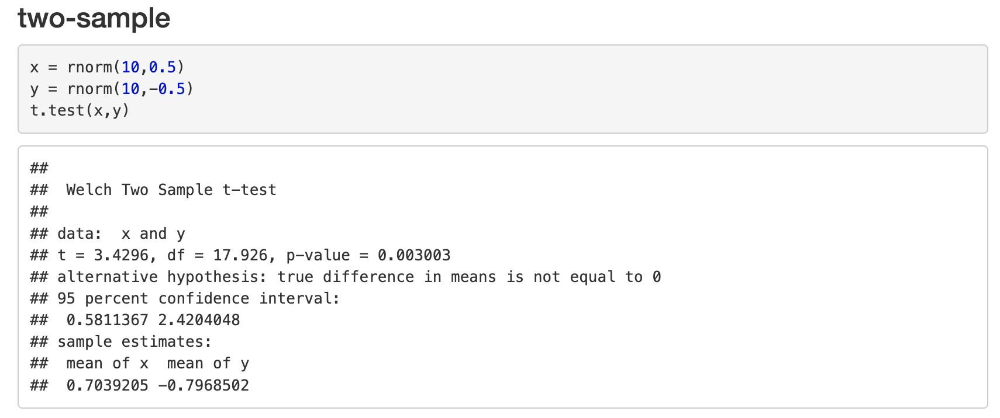 two-sample
x = rnorm(10,0.5)
y = rnorm(10,-0.5)
t.test(x,y)
##
##  Welch Two Sample t-test
##
## data:  x and y
## t = 3.4296, df = 17.926, p-value = 0.003003
## alternative hypothesis: true difference in means is not equal to 0
## 95 percent confidence interval:
##  0.5811367 2.4204048
## sample estimates:
##  mean of x  mean of y
##  0.7039205 -0.7968502